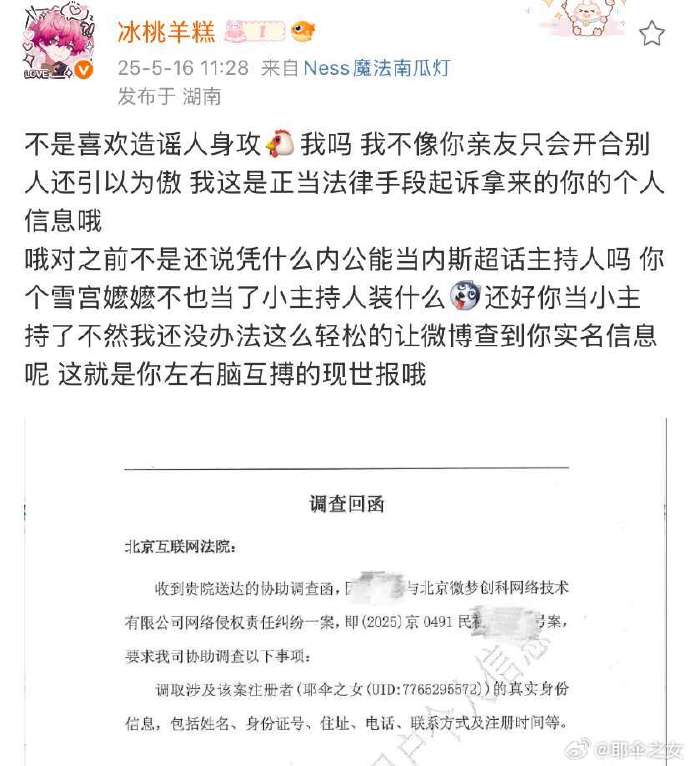 冰桃羊糕
1
LOVE
25-5-16 11:28 来自 Ness魔法南瓜灯
发布于 湖南
不是喜欢造谣人身攻🐔我吗 我不像你亲友只会开合别
人还引以为傲 我这是正当法律手段起诉拿来的你的个人
信息哦
哦对之前不是还说凭什么内公能当内斯超话主持人吗 你
个雪宫嬷嬷不也当了小主持人装什么还好你当小主
持了不然我还没办法这么轻松的让微博查到你实名信息
呢 这就是你左右脑互搏的现世报哦
调查回函
北京互联网法院:
收到贵院送达的协助调查函,因与北京微梦创科网络技术
有限公司网络侵权责任纠纷一案,即(2025)京 0491 民号案,
要求我司协助调查以下事项:
调取涉及该案注册者(耶伞之女(UID:7765295572))的真实身份
信息,包括姓名、身份证号、住址、电话、联系方式及注册时间等。
户个人信息
@耶伞之女